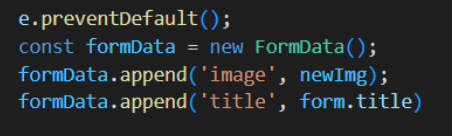 e.preventDefault();
const formData = new FormData();
formData.append('image', newImg);
formData.append('title', form.title)